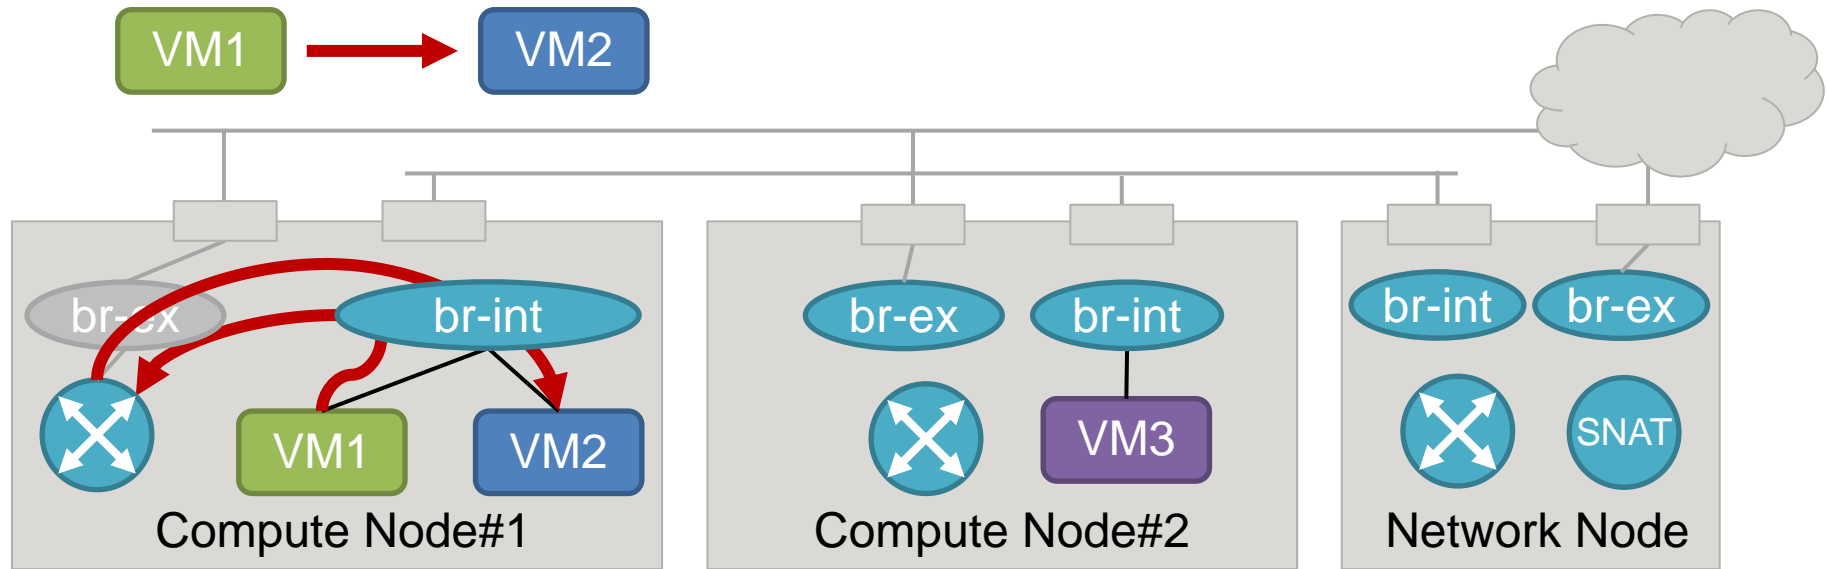 VM1
VM2
br-ex
br-int
VM1
VM2
Compute Node#1
br-ex
br-int
VM3
Compute Node#2
br-int
br-ex
SNAT
Network Node